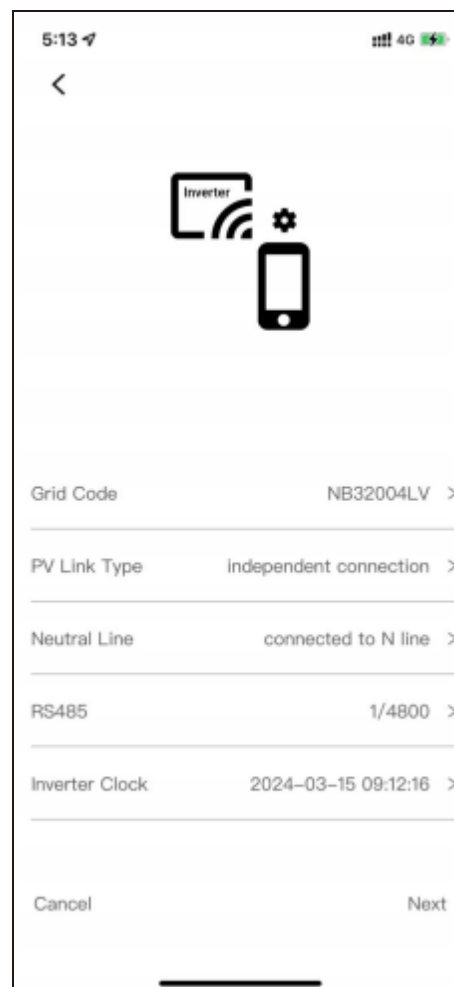 5:13 4G
Inverter
Grid Code NB32004LV >
PV Link Type independent connection >
Neutral Line connected to N line >
RS485 1/4800 >
Inverter Clock 2024-03-15 09:12:16 >
Cancel Next